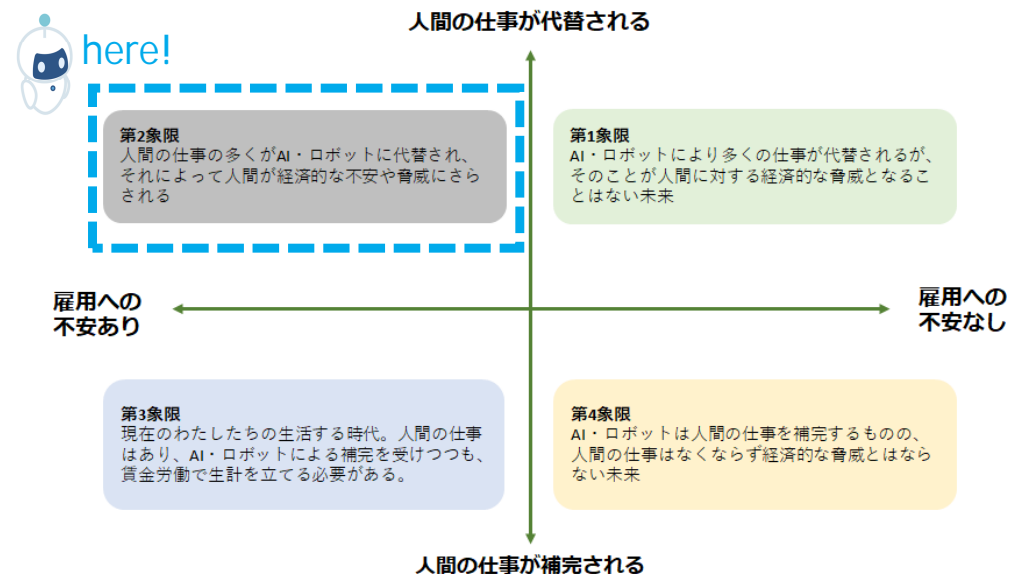 人間の仕事が代替される
here!
第2象限
人間の仕事の多くがAI・ロボットに代替され、
それによって人間が経済的な不安や脅威にさら
される
第1象限
AI・ロボットにより多くの仕事が代替されるが、
そのことが人間に対する経済的な脅威となるこ
とはない未来
雇用への
不安あり
雇用への
不安なし
第3象限
現在のわたしたちの生活する時代。人間の仕事
はあり、AI・ロボットによる補完を受けつつも、
賃金労働で生計を立てる必要がある。
第4象限
AI・ロボットは人間の仕事を補完するものの、
人間の仕事はなくならず経済的な脅威とはなら
ない未来
人間の仕事が補完される